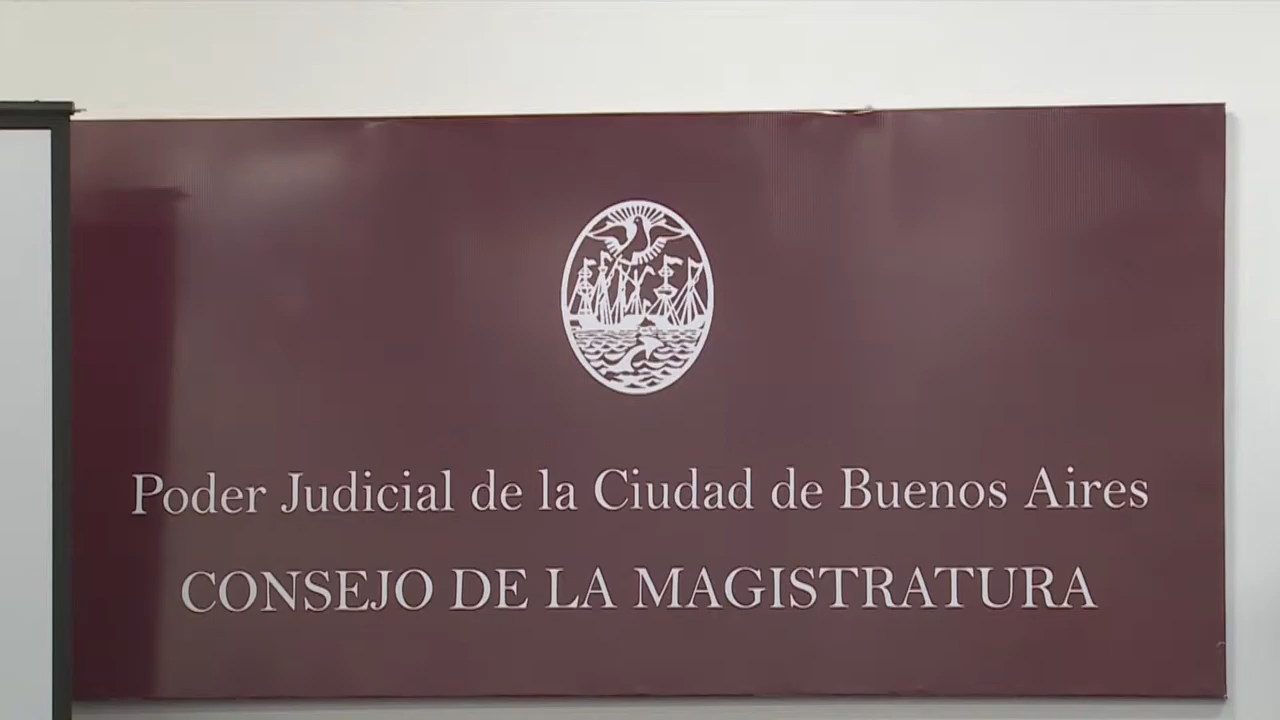 Poder Judicial de la Ciudad de Buenos Aires
CONSEJO DE LA MAGISTRATURA